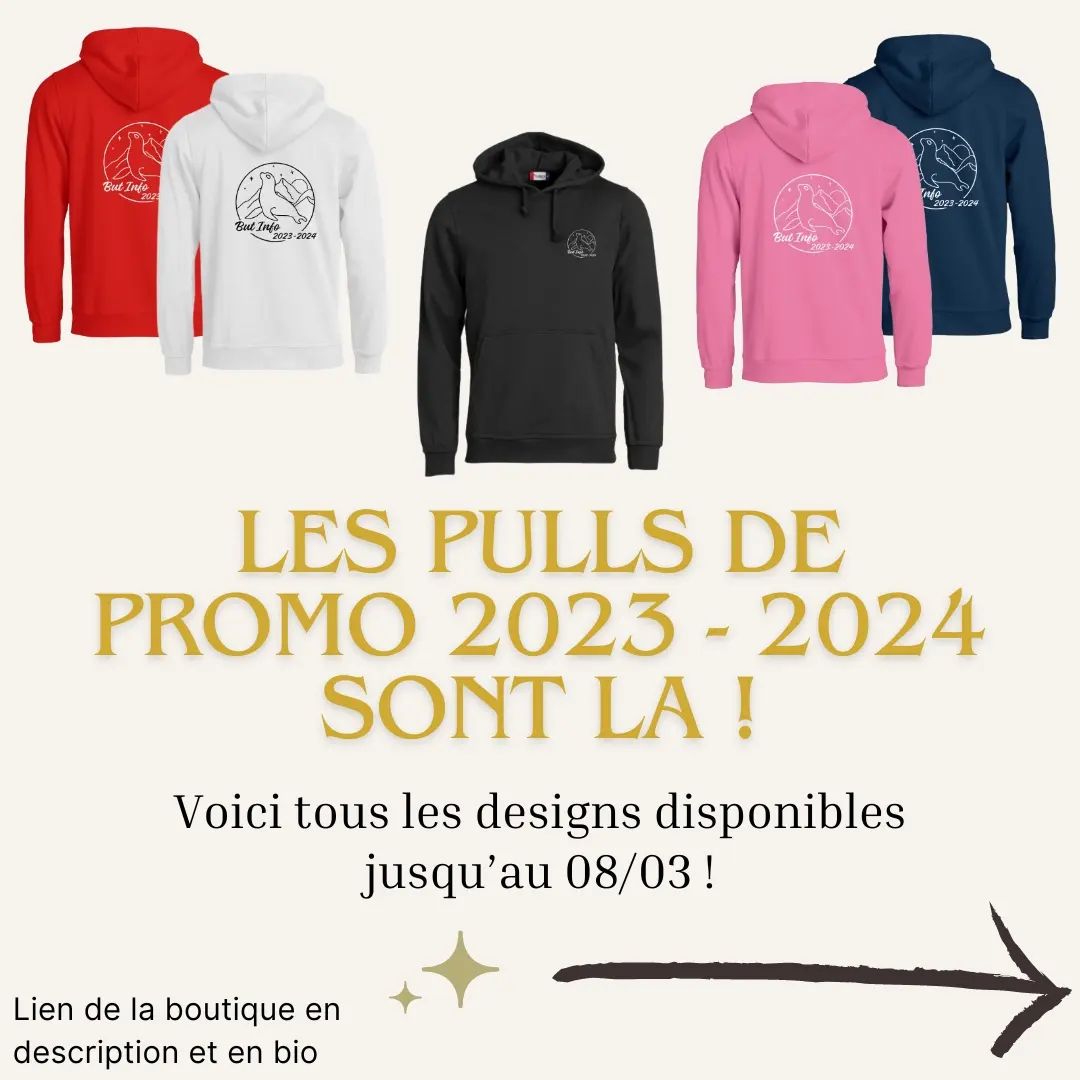 But Info
2023
But Info
2023-2024
But Info
2023-2024
Info
2023-2024
LES PULLS DE
PROMO 2023 - 2024
SONT LA !
Voici tous les designs disponibles
jusqu’au 08/03 !
Lien de la boutique en
description et en bio